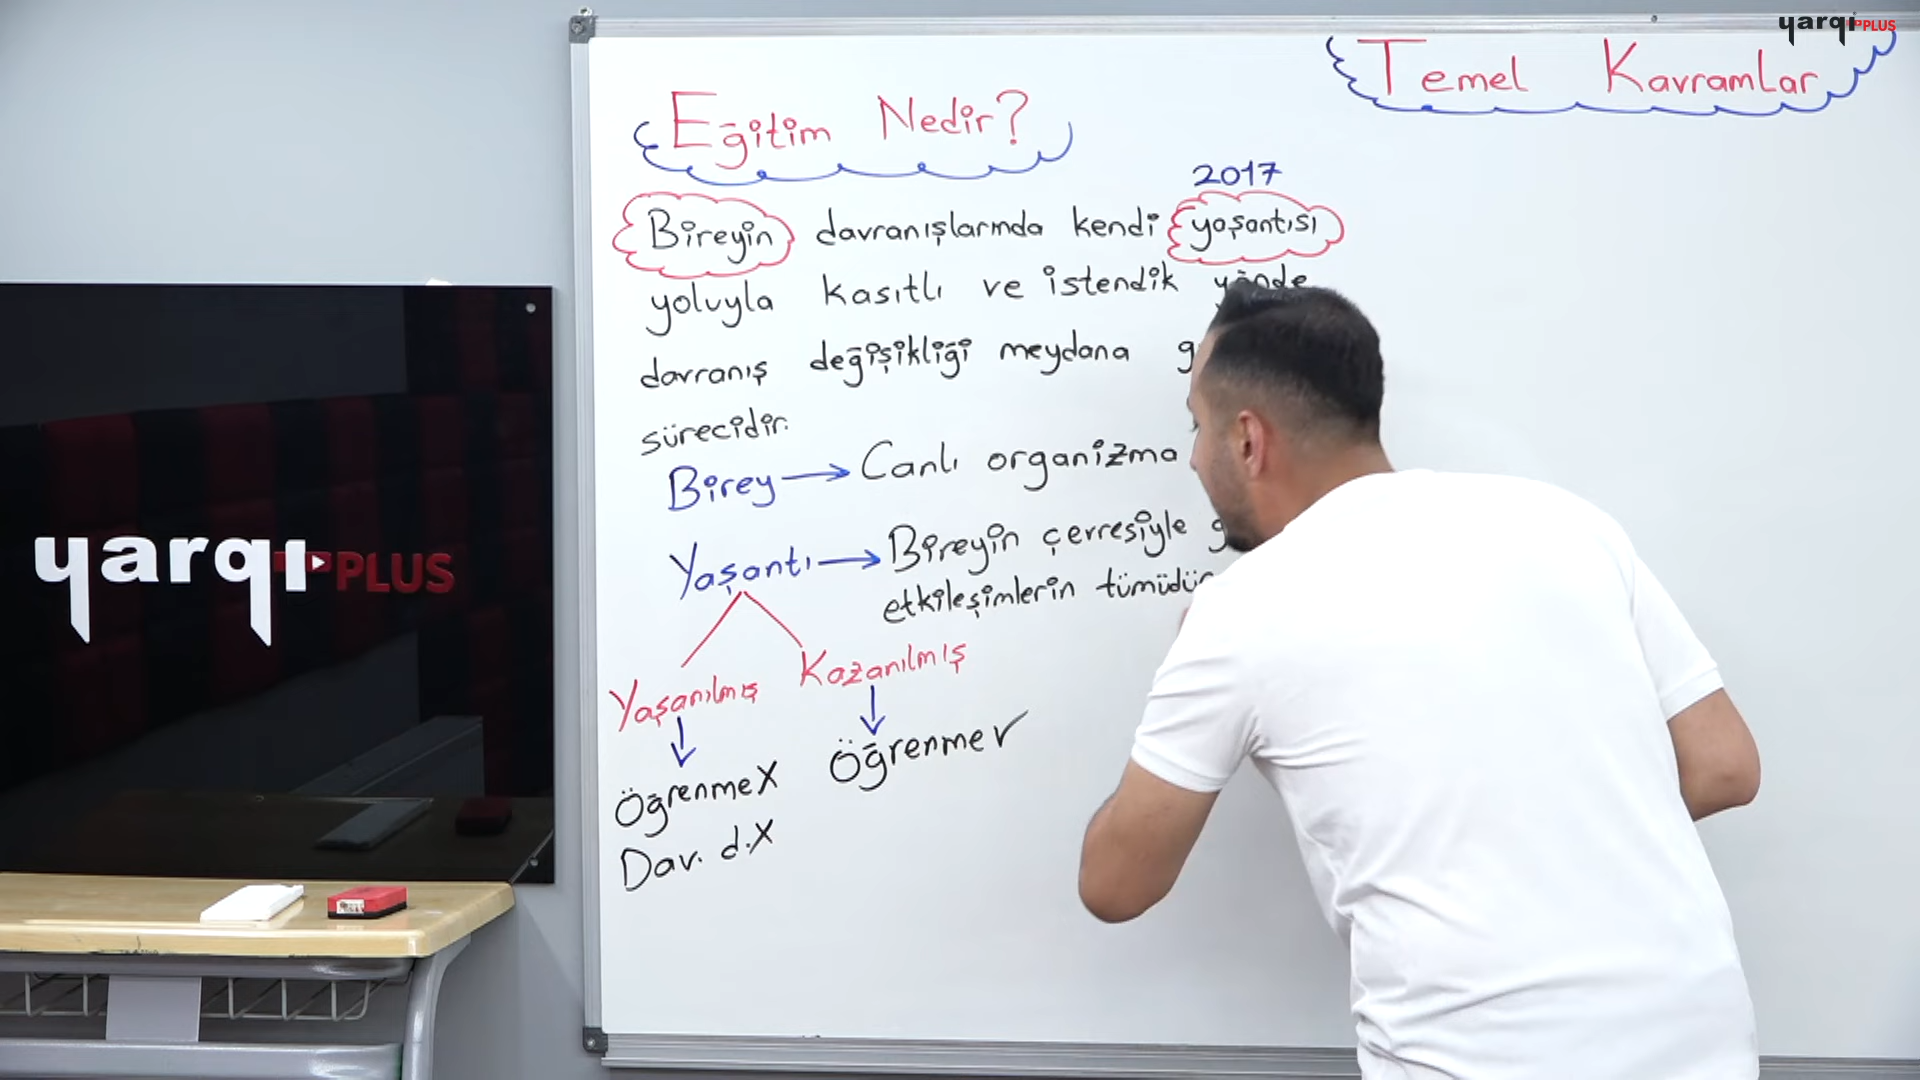 yarqı PLUS
Temel Kavramlar
Eğitim Nedir?
2017
Bireyin davranışlarında kendi yaşantısı
yoluyla kasıtlı ve istendik yönde
davranış değişikliği meydana
sürecidir.
Birey → Canlı organizma
Yaşantı → Bireyin çevresiyle
etkileşimlerin tümüdür
Yaşanılmış Kazanılmış
Öğrenme X Öğrenme ✓
Dav. d. X
yarqı PLUS